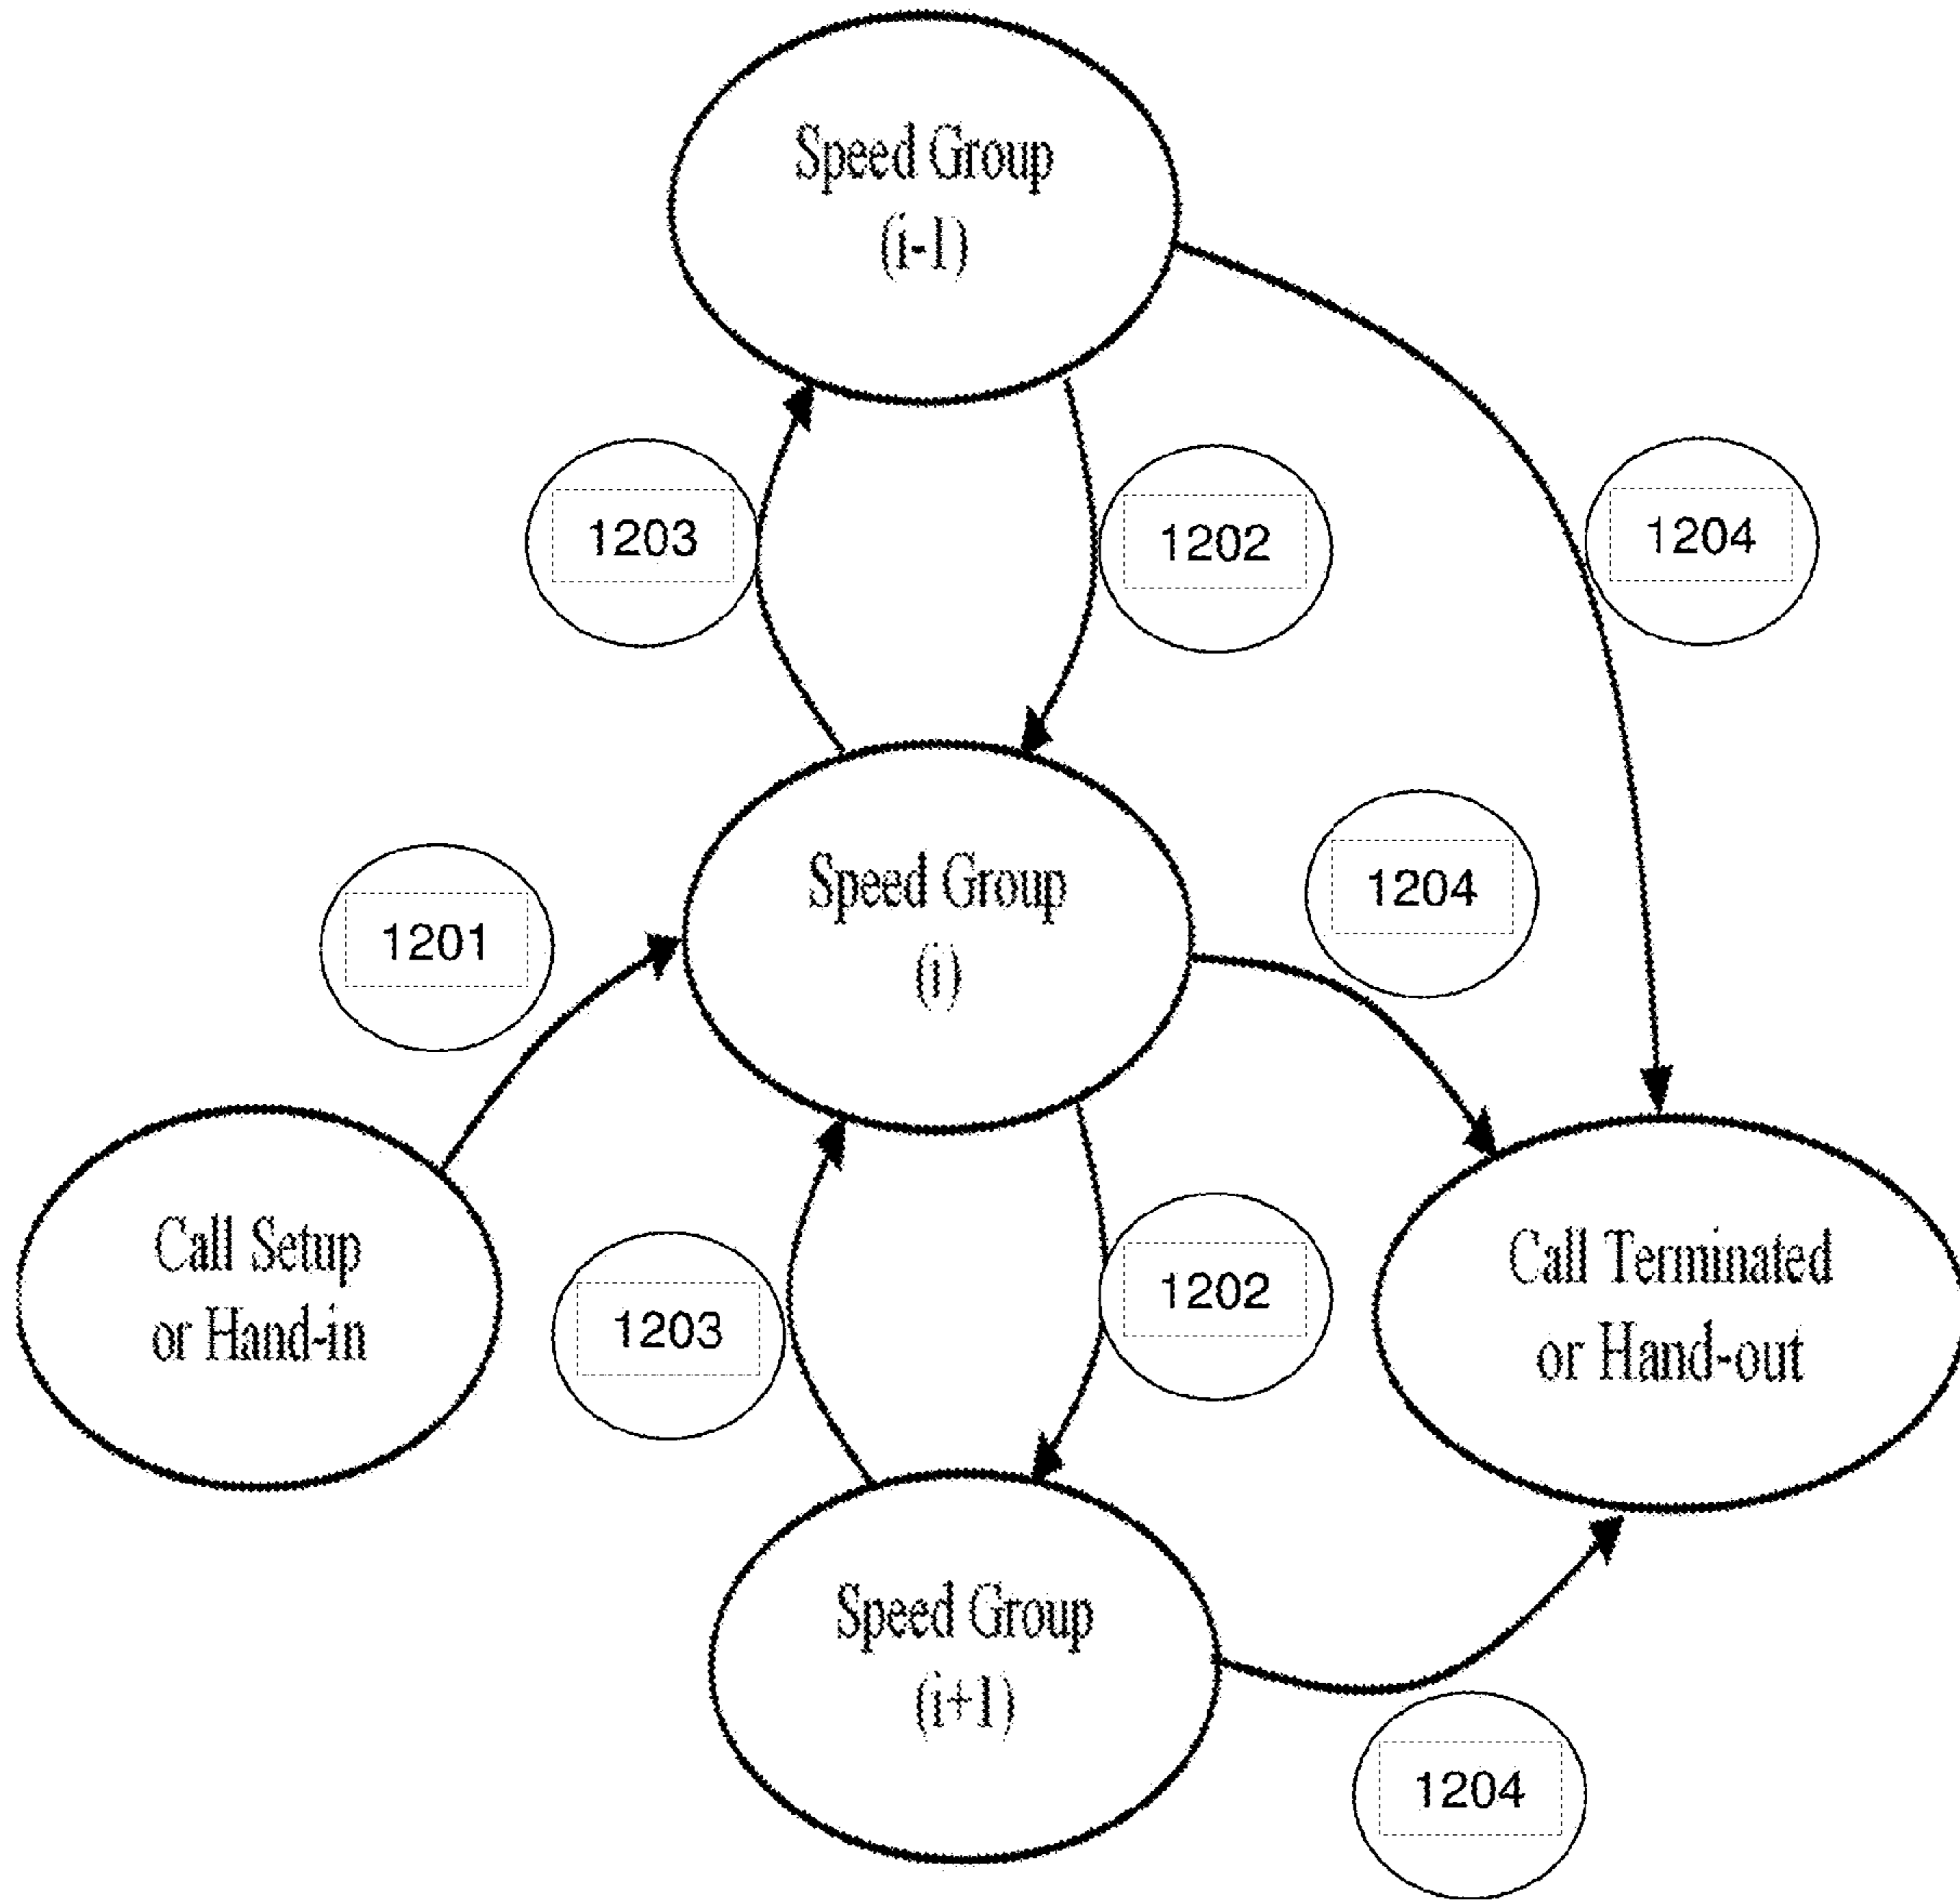 Speed Group
(i-1)
1203
1202
1204
Speed Group
(i)
1204
1201
Call Setup
or Hand-in
1203
1202
Call Terminated
or Hand-out
Speed Group
(i+1)
1204